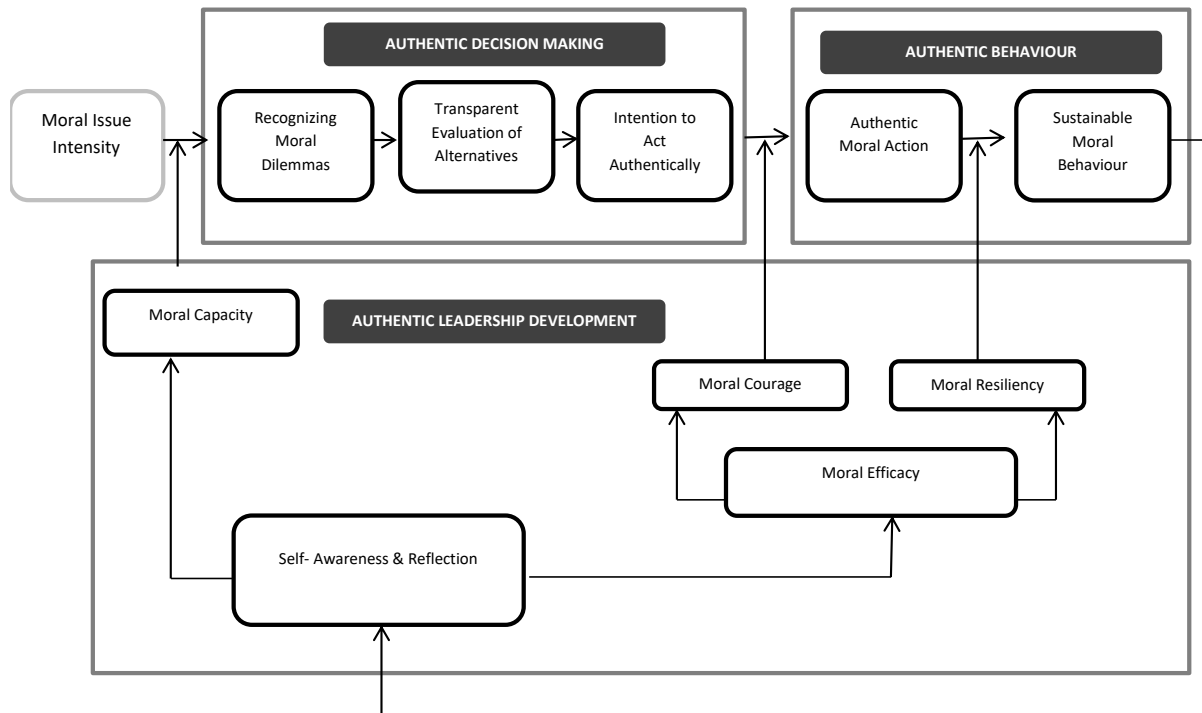 AUTHENTIC DECISION MAKING
AUTHENTIC BEHAVIOUR
Moral Issue
Intensity
Recognizing
Moral
Dilemmas
Transparent
Evaluation of
Alternatives
Intention to
Act
Authentically
Authentic
Moral Action
Sustainable
Moral
Behaviour
Moral Capacity
AUTHENTIC LEADERSHIP DEVELOPMENT
Moral Courage
Moral Resiliency
Moral Efficacy
Self- Awareness & Reflection